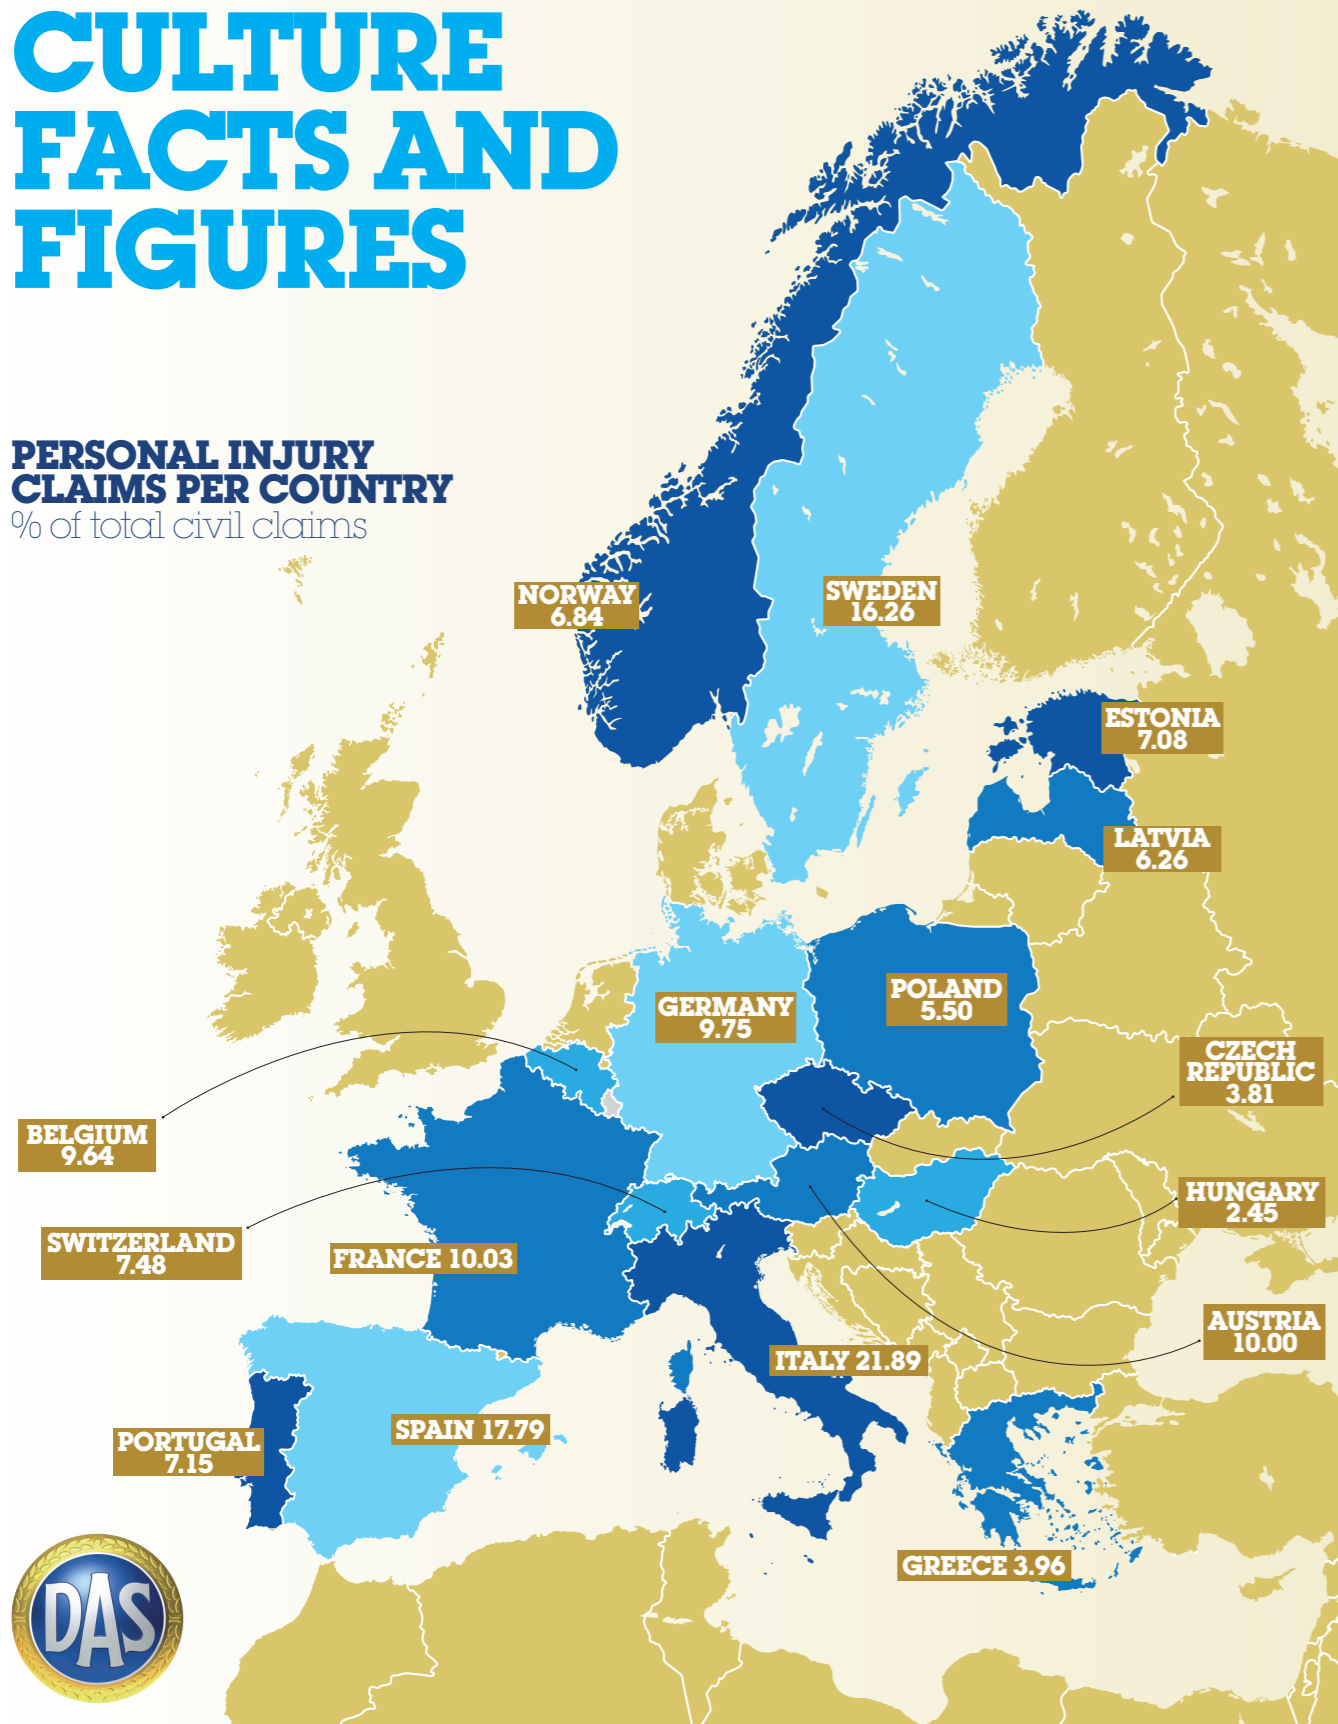 CULTURE
FACTS AND
FIGURES
PERSONAL INJURY
CLAIMS PER COUNTRY
% of total civil claims
NORWAY
6.84
SWEDEN
16.26
ESTONIA
7.08
LATVIA
6.26
GERMANY
9.75
POLAND
5.50
CZECH
REPUBLIC
3.81
BELGIUM
9.64
HUNGARY
2.45
SWITZERLAND
7.48
FRANCE 10.03
AUSTRIA
10.00
ITALY 21.89
SPAIN 17.79
PORTUGAL
7.15
GREECE 3.96
DAS